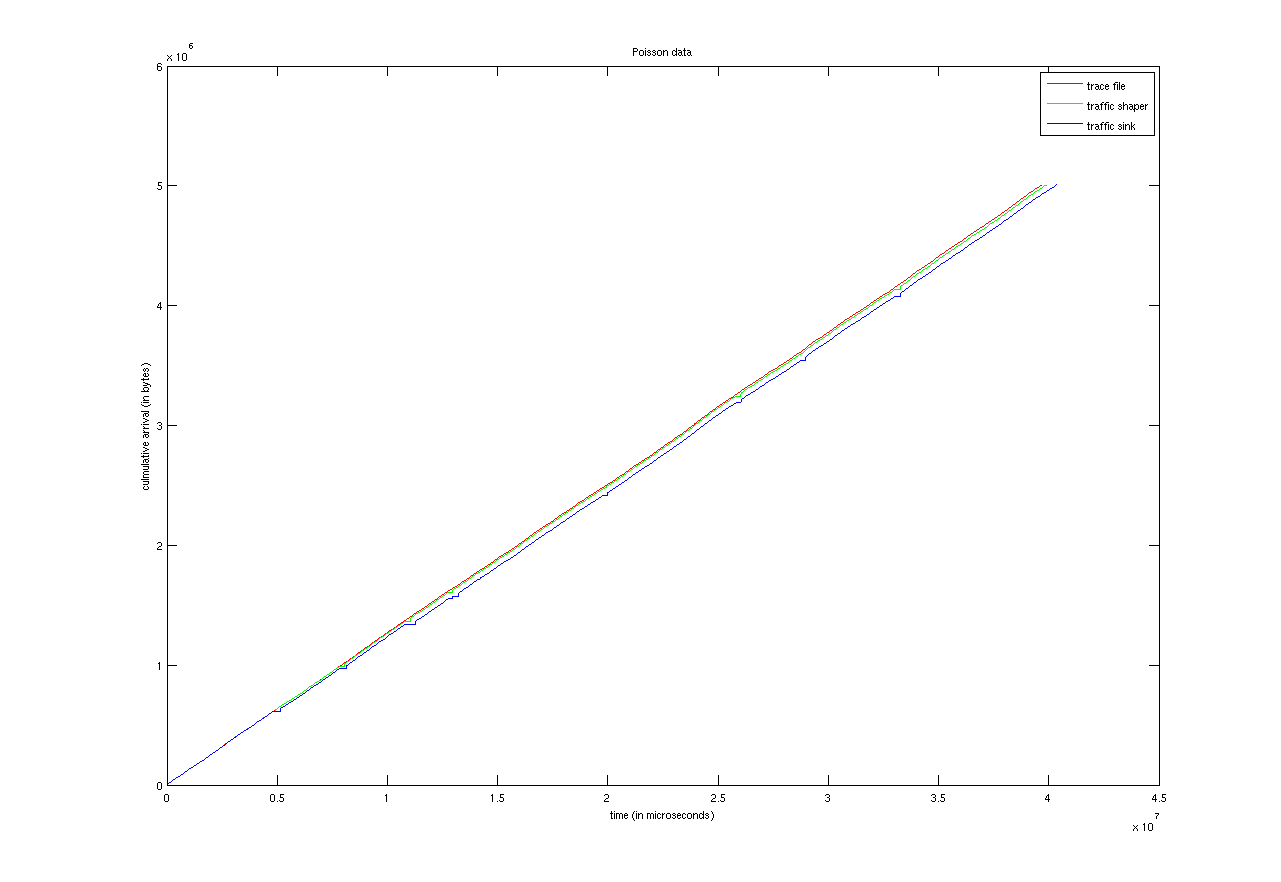 Poisson data
x 10^6
6
5
4
3
2
1
0
culmulative arrival (in bytes)
trace file
traffic shaper
traffic sink
0 0.5 1 1.5 2 2.5 3 3.5 4 4.5
time (in microseconds)
x 10^7